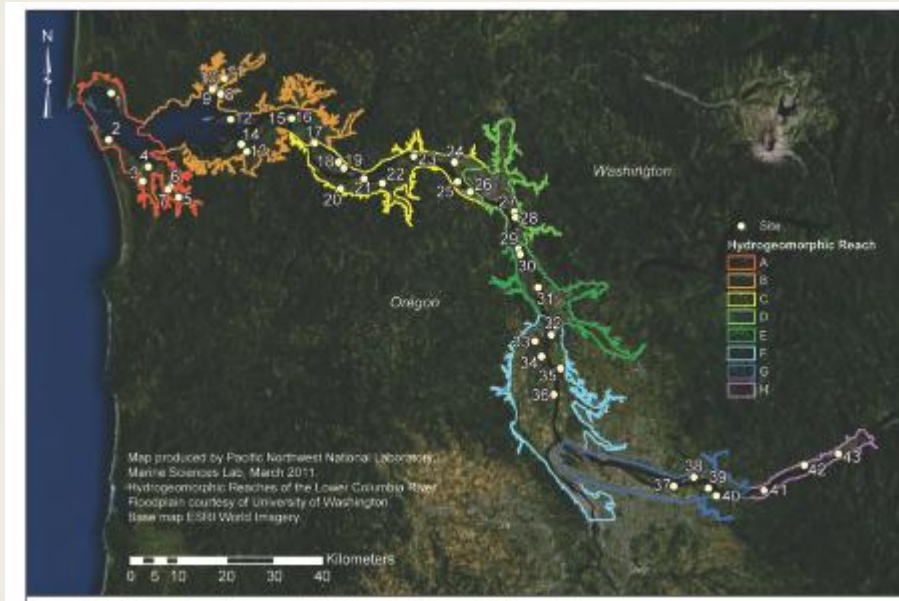 N
1
2
3
4
5
6
7
8
9
12
13
14
15
16
17
18
19
20
21
22
23
24
25
26
27
28
29
30
31
32
33
34
35
36
37
38
39
40
41
42
43
Washington
Oregon
Site
Hydrogeomorphic Reach
A
B
C
D
E
F
G
H
Map produced by Pacific Northwest National Laboratory,
Marine Sciences Lab, March 2011.
Hydrogeomorphic Reaches of the Lower Columbia River
Floodplain courtesy of University of Washington
Base map ESRI World Imagery
Kilometers
0 5 10 20 30 40